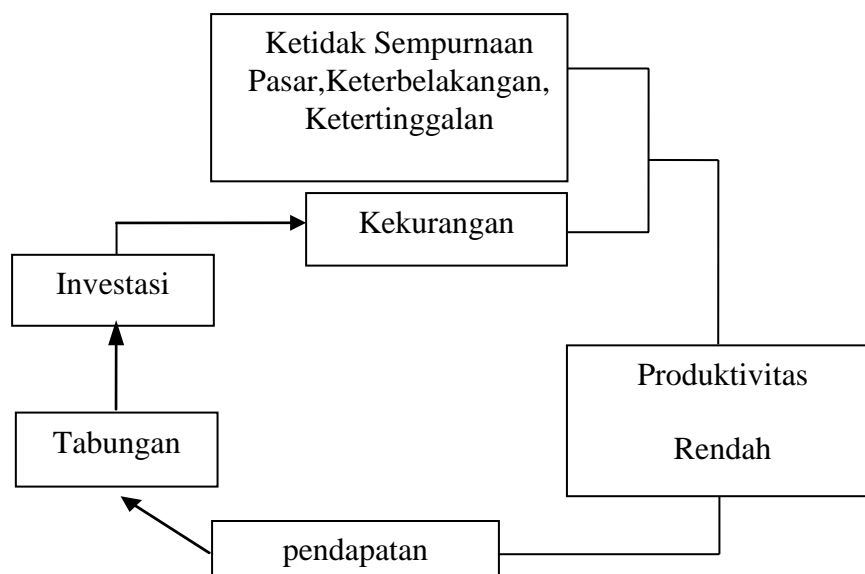 Ketidak Sempurnaan
Pasar,Keterbelakangan,
Ketertinggalan
Kekurangan
Investasi
Produktivitas
Rendah
Tabungan
pendapatan